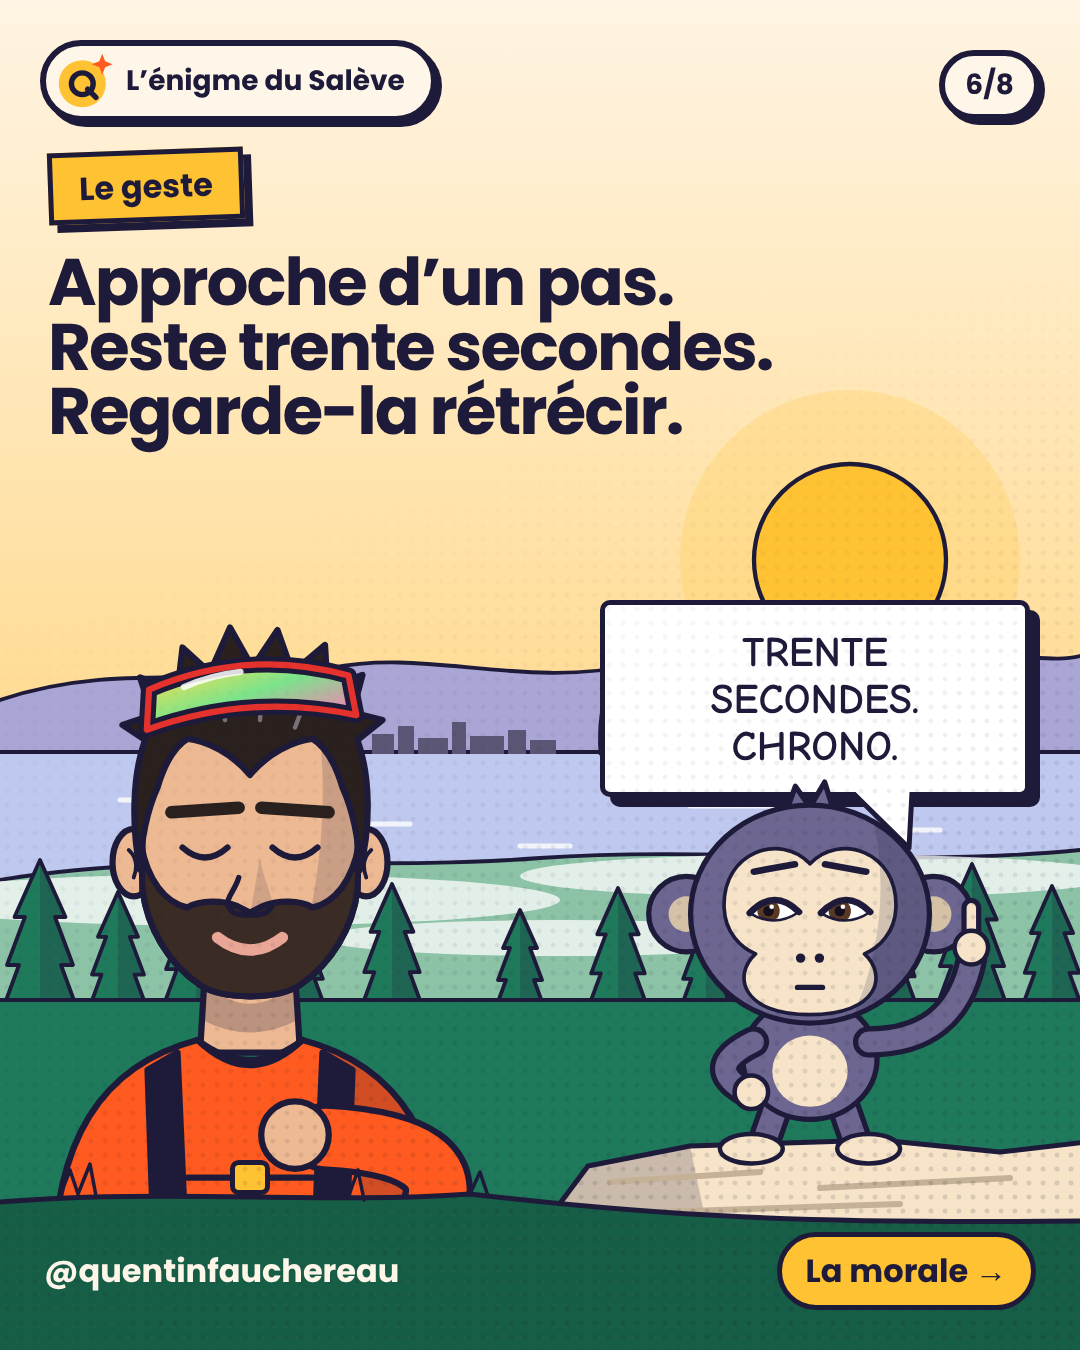 L’énigme du Salève
6/8
Le geste
Approche d’un pas.
Reste trente secondes.
Regarde-la rétrécir.
TRENTE
SECONDES.
CHRONO.
@quentinfauchereau
La morale →